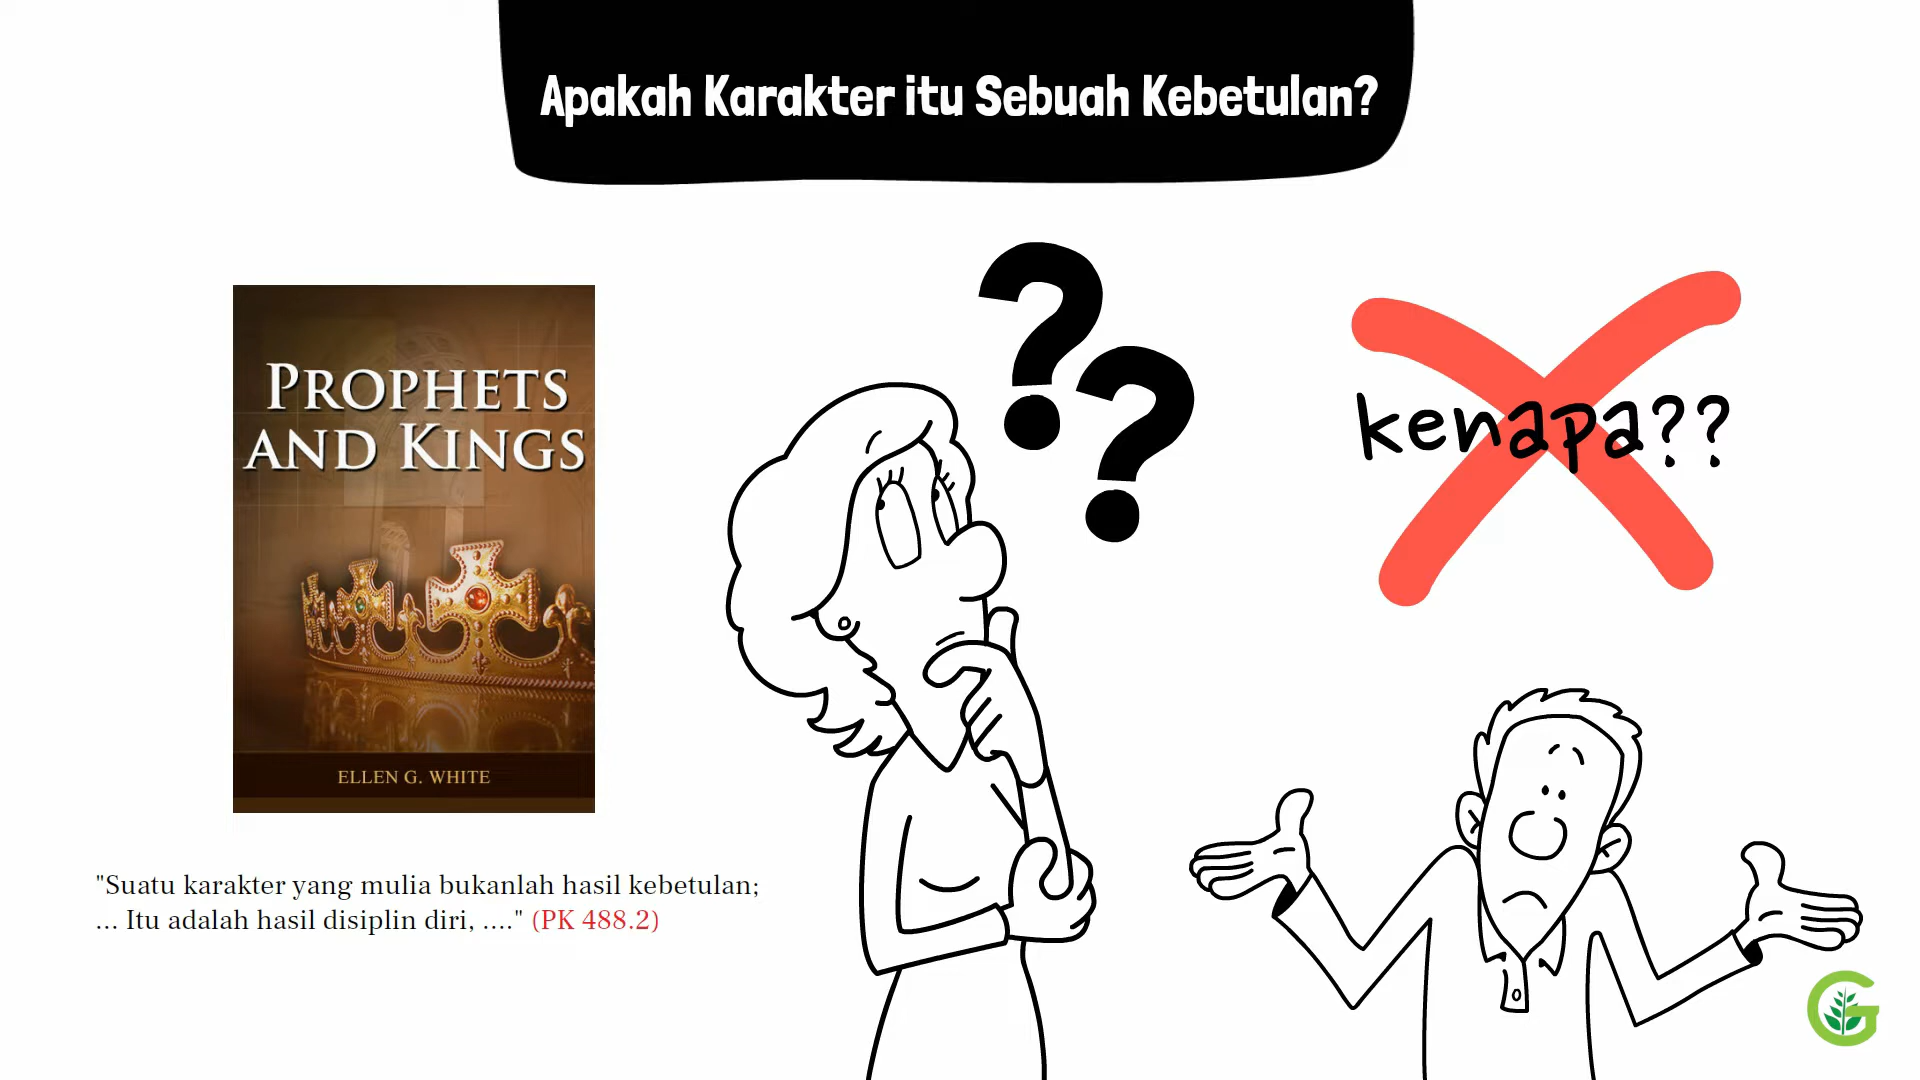 Apakah Karakter itu Sebuah Kebetulan?
PROPHETS
AND KINGS
ELLEN G. WHITE
"Suatu karakter yang mulia bukanlah hasil kebetulan;
... Itu adalah hasil disiplin diri, ...." (PK 488.2)
??
kenapa??
G